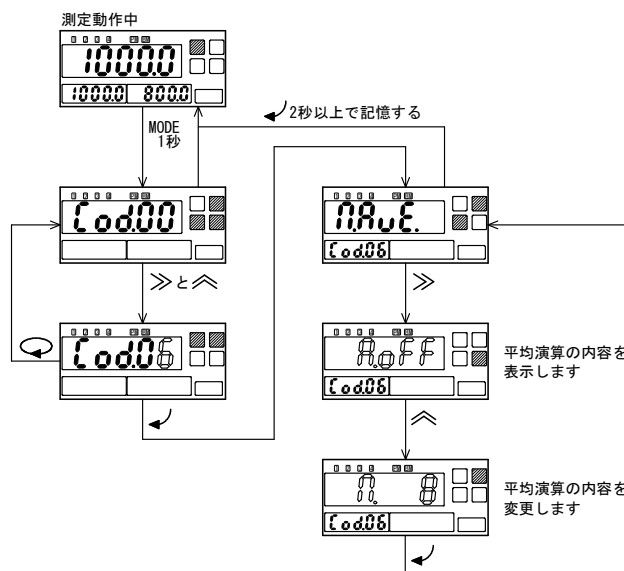 測定動作中
1000.0
1000.0 800.0
MODE
1秒
2秒以上で記憶する
Cod.00
≫と︽
Cod.06
n.AvE.
Cod.06
≫
A.oFF
Cod.06
平均演算の内容を
表示します
︽
n. 8
Cod.06
平均演算の内容を
変更します